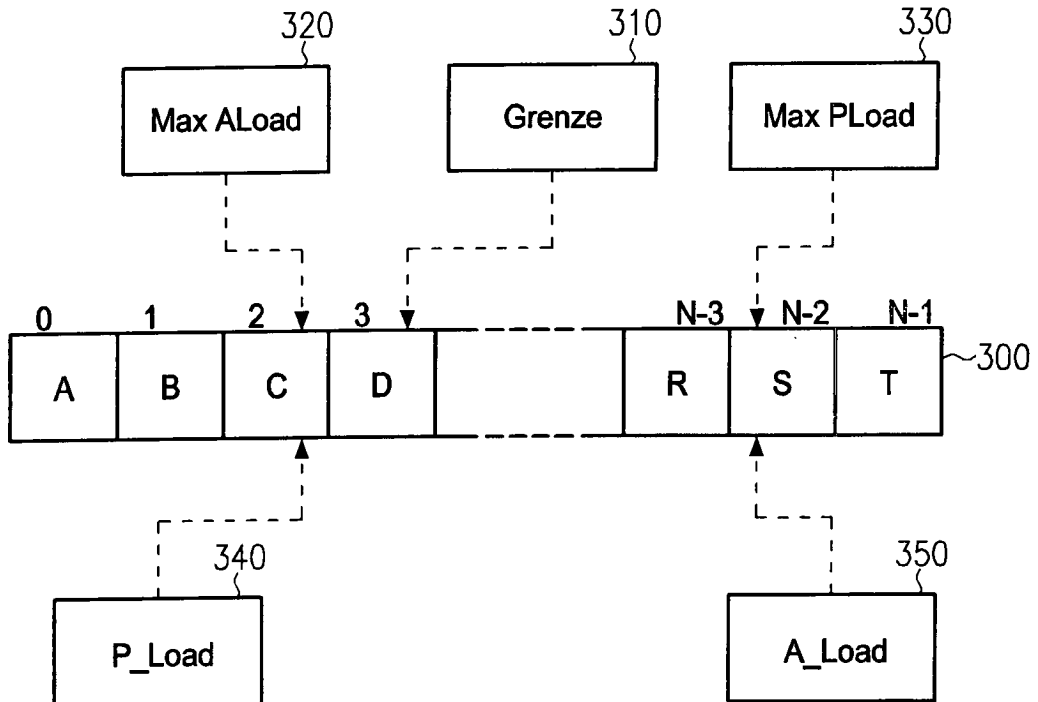 320
310
330
Max ALoad
Grenze
Max PLoad
0 1 2 3 N-3 N-2 N-1
A B C D R S T
300
340
350
P_Load
A_Load